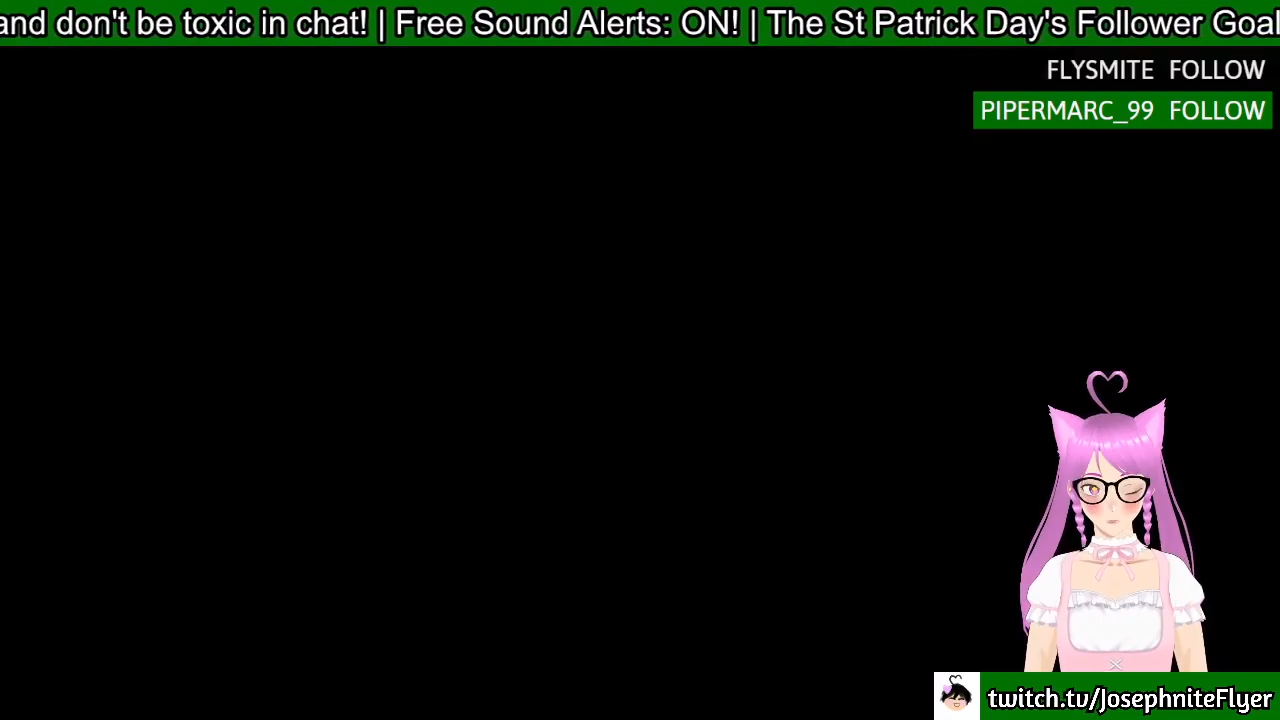 and don't be toxic in chat! | Free Sound Alerts: ON! | The St Patrick Day's Follower Goal
FLYSMITE FOLLOW
PIPERMARC_99 FOLLOW
twitch.tv/JosephniteFlyer